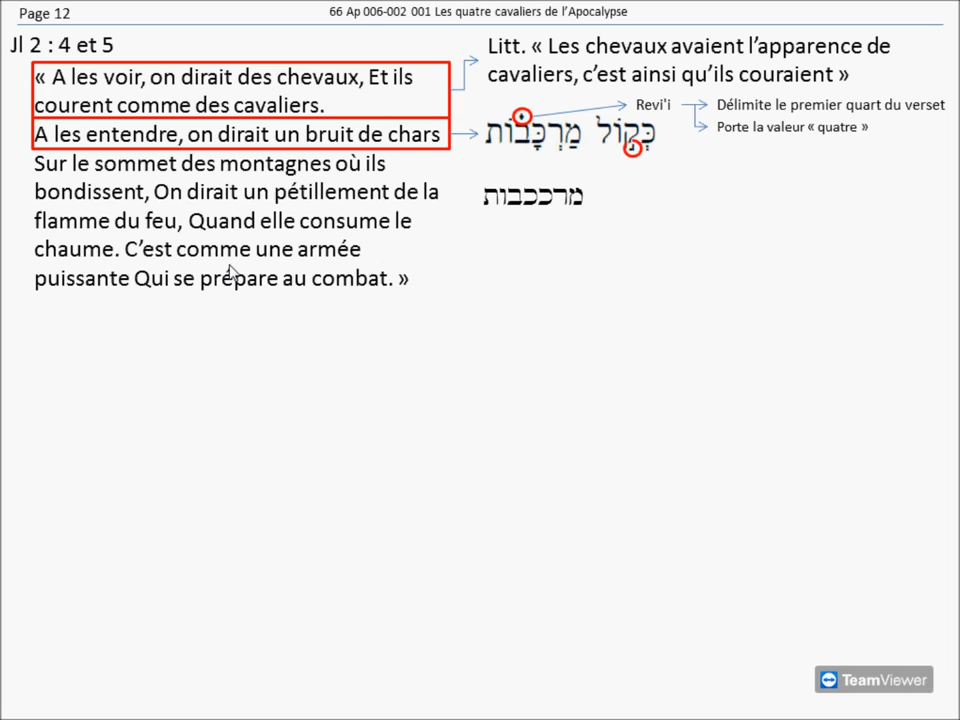 Page 12
66 Ap 006-002 001 Les quatre cavaliers de l’Apocalypse
Jl 2 : 4 et 5
« A les voir, on dirait des chevaux, Et ils
courent comme des cavaliers.
A les entendre, on dirait un bruit de chars
Sur le sommet des montagnes où ils
bondissent, On dirait un pétillement de la
flamme du feu, Quand elle consume le
chaume. C’est comme une armée
puissante Qui se prépare au combat. »
Litt. « Les chevaux avaient l’apparence de
cavaliers, c’est ainsi qu’ils couraient »
Revi'i
Délimite le premier quart du verset
Porte la valeur « quatre »
כְּק֣וֹל מַרְכָּב֗וֹת
מרככבות
TeamViewer